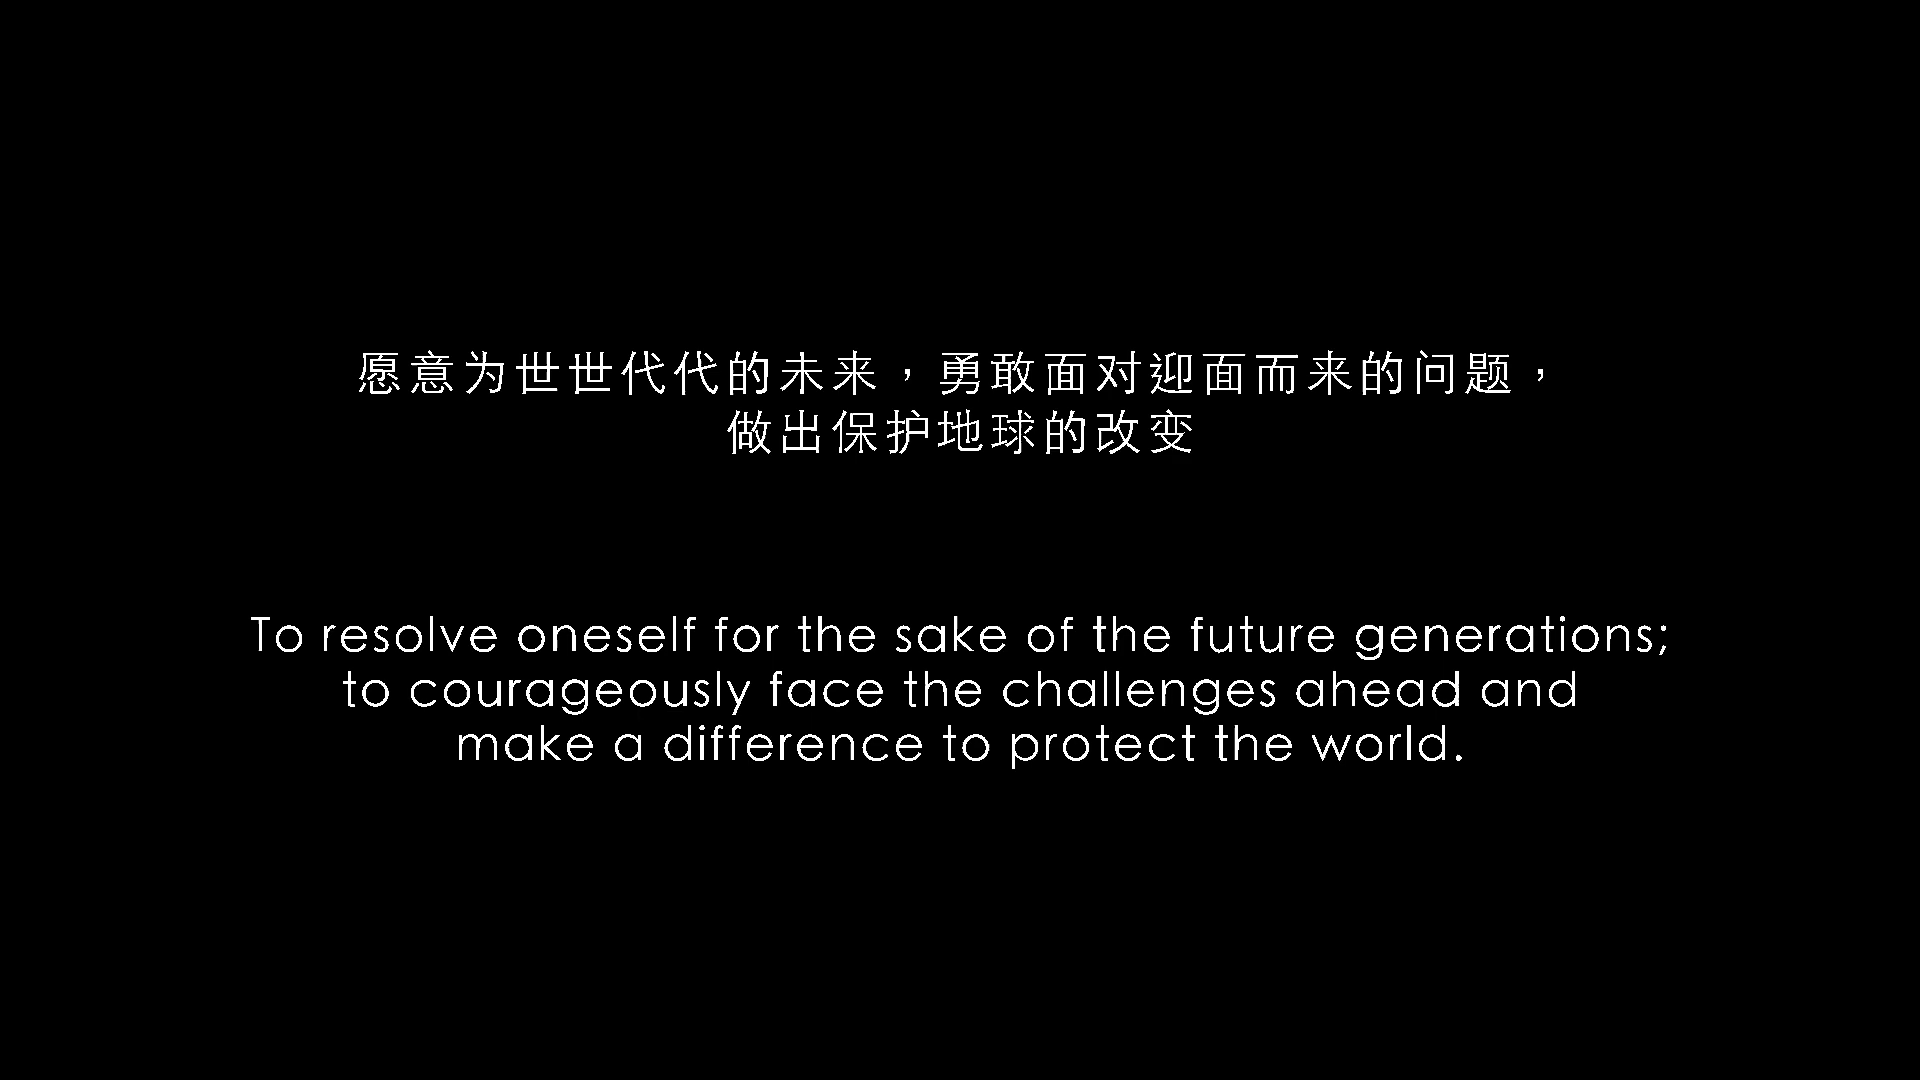 愿意为世世代代的未来，勇敢面对迎面而来的问题，
做出保护地球的改变
To resolve oneself for the sake of the future generations;
to courageously face the challenges ahead and
make a difference to protect the world.